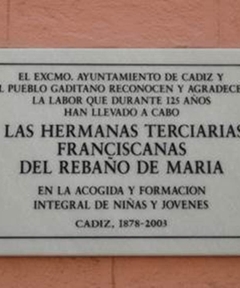 EL EXCMO. AYUNTAMIENTO DE CADIZ Y
L PUEBLO GADITANO RECONOCEN Y AGRADECE
LA LABOR QUE DURANTE 125 AÑOS
HAN LLEVADO A CABO
LAS HERMANAS TERCIARIAS
FRANCISCANAS
DEL REBAÑO DE MARIA
EN LA ACOGIDA Y FORMACION
INTEGRAL DE NIÑAS Y JOVENES
CADIZ, 1878-2003